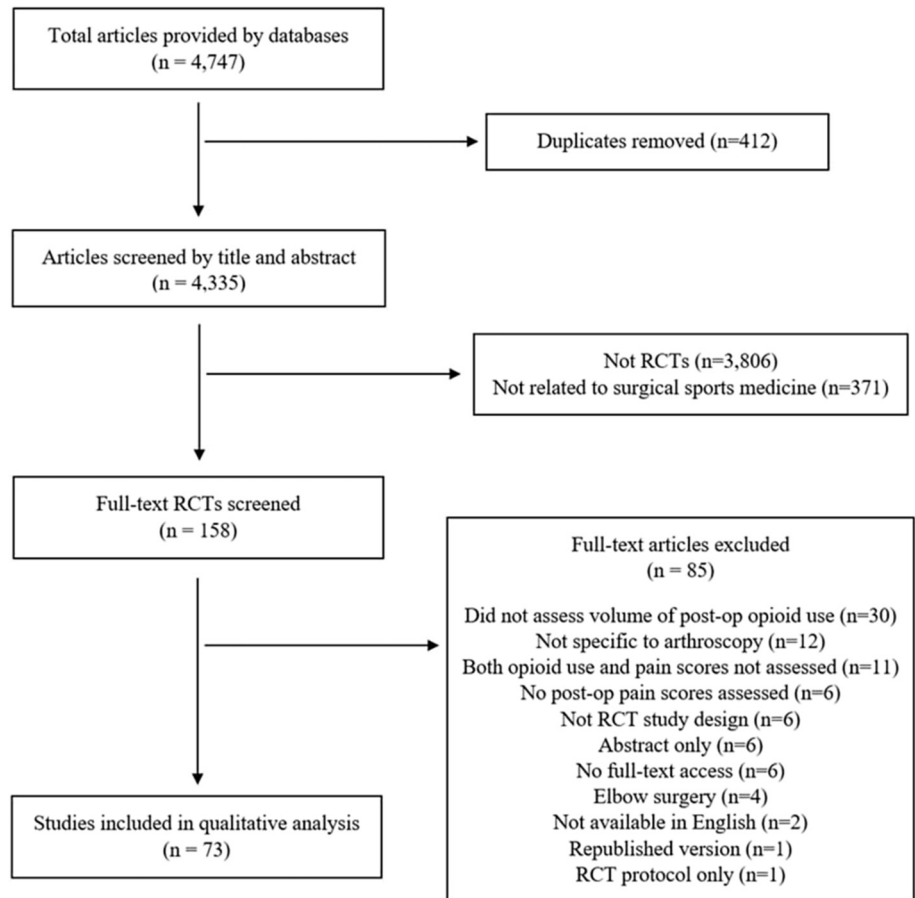 Total articles provided by databases
(n = 4,747)
Duplicates removed (n=412)
Articles screened by title and abstract
(n = 4,335)
Not RCTs (n=3,806)
Not related to surgical sports medicine (n=371)
Full-text RCTs screened
(n = 158)
Full-text articles excluded
(n = 85)
Did not assess volume of post-op opioid use (n=30)
Not specific to arthroscopy (n=12)
Both opioid use and pain scores not assessed (n=11)
No post-op pain scores assessed (n=6)
Not RCT study design (n=6)
Abstract only (n=6)
No full-text access (n=6)
Elbow surgery (n=4)
Not available in English (n=2)
Republished version (n=1)
RCT protocol only (n=1)
Studies included in qualitative analysis
(n = 73)